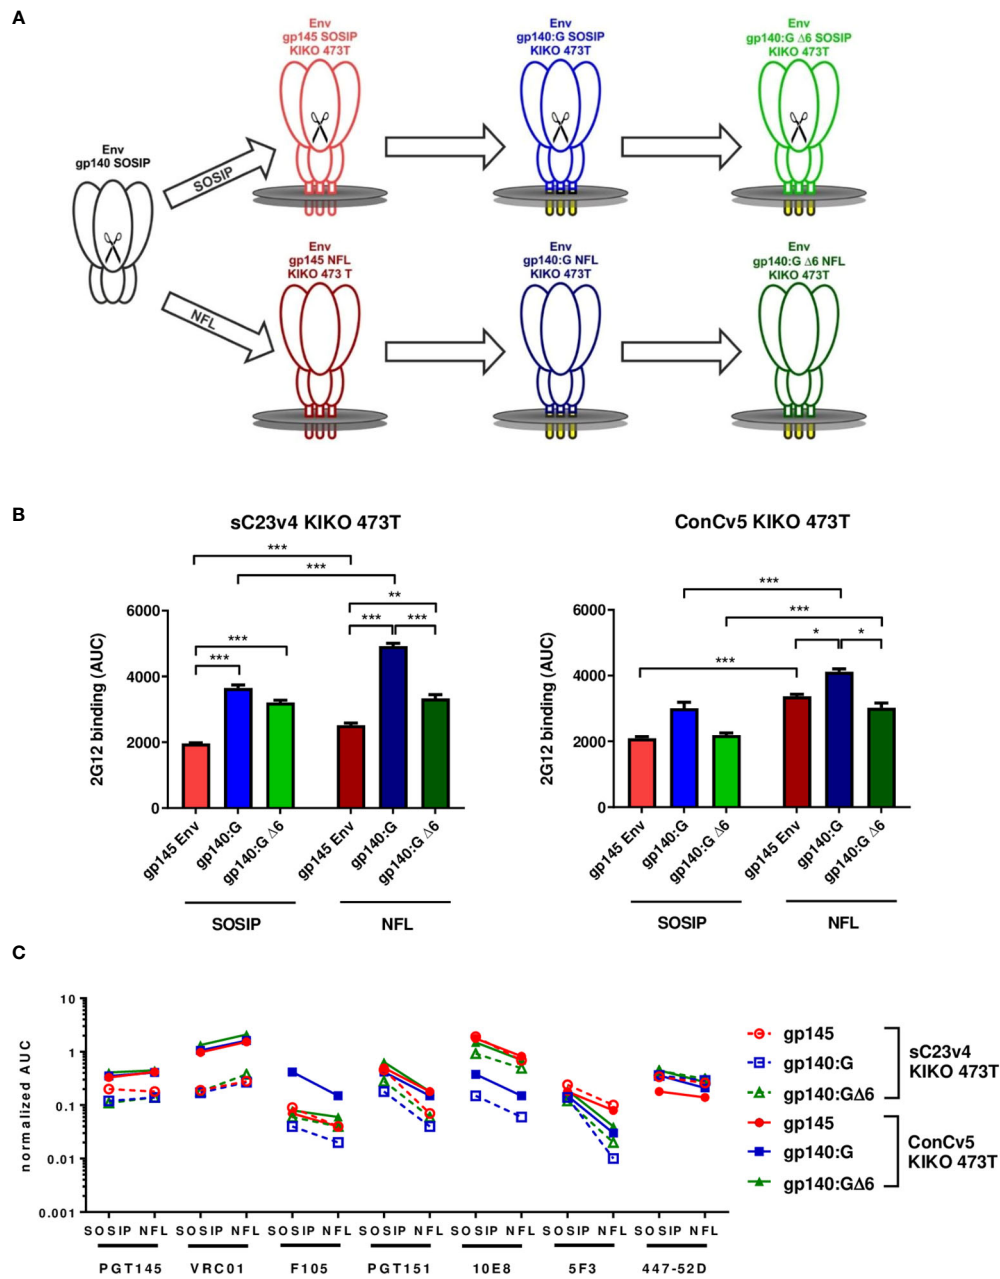 A
Env
gp140 SOSIP
SOSIP
NFL
Env
gp145 SOSIP
KIKO 473T
Env
gp140:G SOSIP
KIKO 473T
Env
gp140:G Δ6 SOSIP
KIKO 473T
Env
gp145 NFL
KIKO 473 T
Env
gp140:G NFL
KIKO 473T
Env
gp140:G Δ6 NFL
KIKO 473T
B
sC23v4 KIKO 473T
***
***
**
***
***
***
***
6000
4000
2000
0
2G12 binding (AUC)
gp145 Env
gp140:G
gp140:G Δ6
gp145 Env
gp140:G
gp140:G Δ6
SOSIP
NFL
ConCv5 KIKO 473T
***
***
*
*
***
6000
4000
2000
0
2G12 binding (AUC)
gp145 Env
gp140:G
gp140:G Δ6
gp145 Env
gp140:G
gp140:G Δ6
SOSIP
NFL
C
normalized AUC
10
1
0.1
0.01
0.001
SOSIP NFL
SOSIP NFL
SOSIP NFL
SOSIP NFL
SOSIP NFL
SOSIP NFL
SOSIP NFL
PGT145
VRC01
F105
PGT151
10E8
5F3
447-52D
gp145
gp140:G
gp140:GΔ6
sC23v4
KIKO 473T
gp145
gp140:G
gp140:GΔ6
ConCv5
KIKO 473T